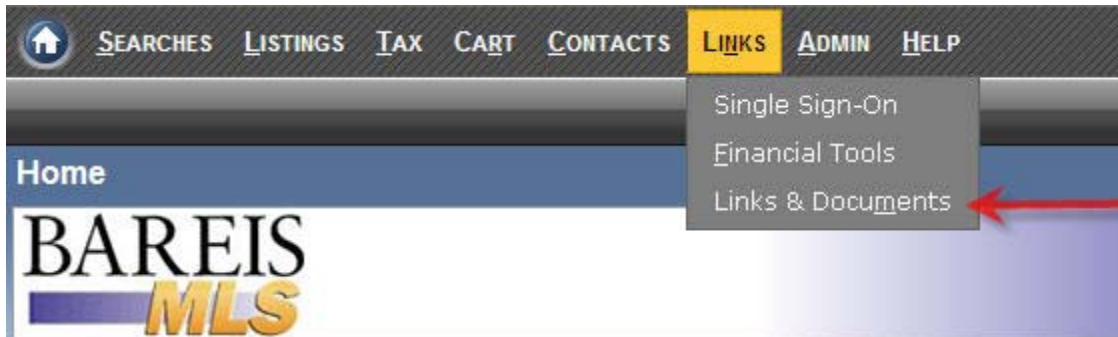 SEARCHES LISTINGS TAX CART CONTACTS LINKS ADMIN HELP
Single Sign-On
Financial Tools
Home
Links & Documents
BAREIS
MLS